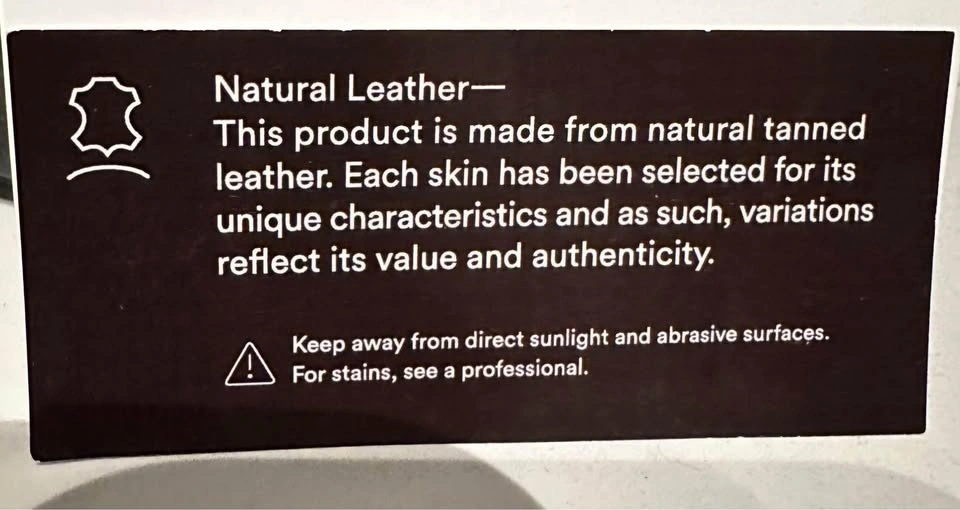 Natural Leather—
This product is made from natural tanned
leather. Each skin has been selected for its
unique characteristics and as such, variations
reflect its value and authenticity.
Keep away from direct sunlight and abrasive surfaces.
For stains, see a professional.